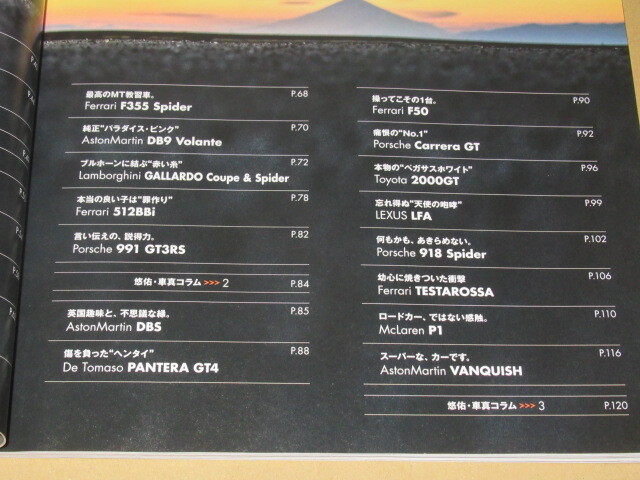 最高のMT教習車。
Ferrari F355 Spider P.68
純正"パラダイス・ピンク"
AstonMartin DB9 Volante P.70
ブルホーンに結ぶ"赤い糸"
Lamborghini GALLARDO Coupe & Spider P.72
本当の良い子は"罪作り"
Ferrari 512BBi P.78
言い伝えの、説得力。
Porsche 991 GT3RS P.82
悠佑・車真コラム >>> 2 P.84
英国趣味と、不思議な縁。
AstonMartin DBS P.85
傷を負った"ヘンタイ"
De Tomaso PANTERA GT4 P.88
操ってこその1台。
Ferrari F50 P.90
痛恨の"No.1"
Porsche Carrera GT P.92
本物の"ペガサスホワイト"
Toyota 2000GT P.96
忘れ得ぬ"天使の咆哮"
LEXUS LFA P.99
何もかも、あきらめない。
Porsche 918 Spider P.102
幼心に焼きついた衝撃
Ferrari TESTAROSSA P.106
ロードカー、ではない感触。
McLaren P1 P.110
スーパーな、カーです。
AstonMartin VANQUISH P.116
悠佑・車真コラム >>> 3 P.120